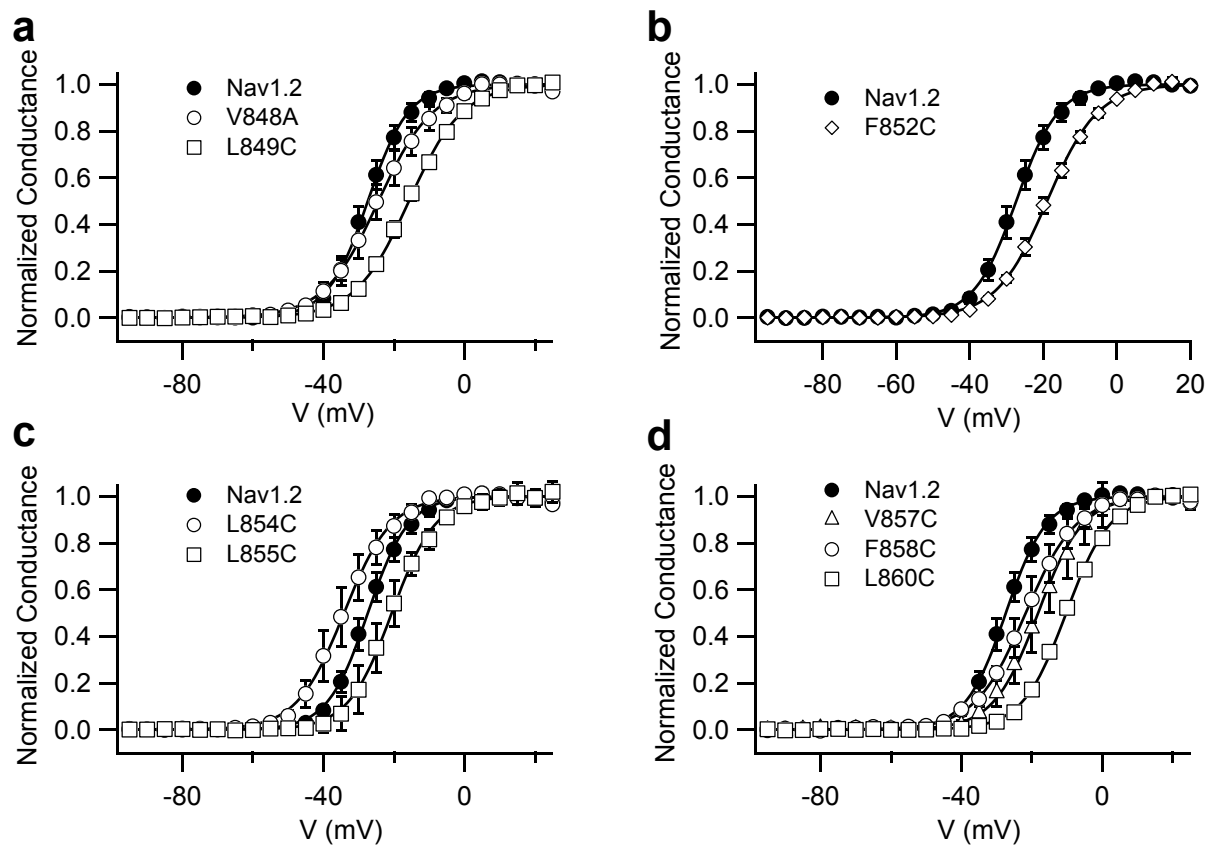 a
Normalized Conductance
1.0
0.8
0.6
0.4
0.2
0.0
Nav1.2
V848A
L849C
-80
-40
0
V (mV)
b
Normalized Conductance
1.0
0.8
0.6
0.4
0.2
0.0
Nav1.2
F852C
-80
-60
-40
-20
0
20
V (mV)
c
Normalized Conductance
1.0
0.8
0.6
0.4
0.2
0.0
Nav1.2
L854C
L855C
-80
-40
0
V (mV)
d
Normalized Conductance
1.0
0.8
0.6
0.4
0.2
0.0
Nav1.2
V857C
F858C
L860C
-80
-40
0
V (mV)